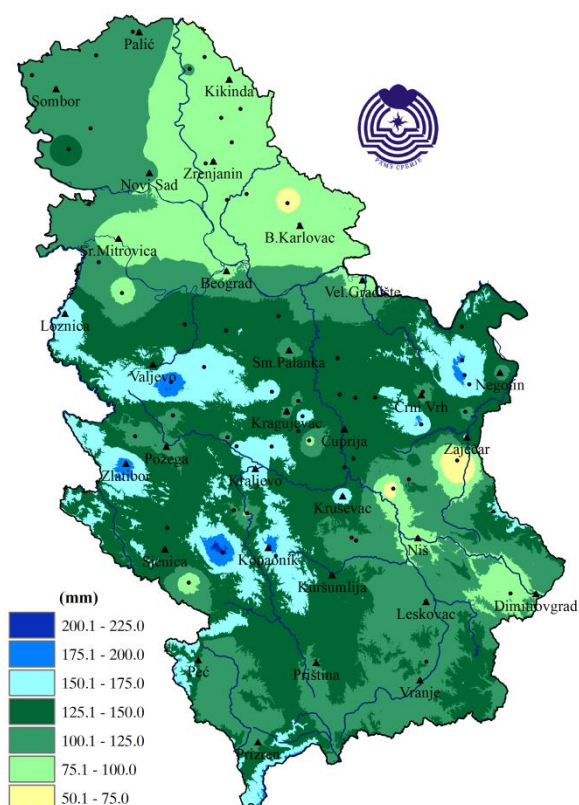 Palić
Sombor
Kikinda
РХМЗ СРБИЈЕ
Zrenjanin
Novi Sad
B.Karlovac
Sr.Mitrovica
Beograd
Vel.Gradište
Loznica
Sm.Palanka
Valjevo
Negotin
Crni Vrh
Kragujevac
Ćuprija
Zaječar
Požega
Zlatibor
Kraljevo
Kruševac
Niš
Sjenica
Kopaonik
Kuršumlija
Dimitrovgrad
Leskovac
Peć
Priština
Vranje
Prizren
(mm)
200.1 - 225.0
175.1 - 200.0
150.1 - 175.0
125.1 - 150.0
100.1 - 125.0
75.1 - 100.0
50.1 - 75.0